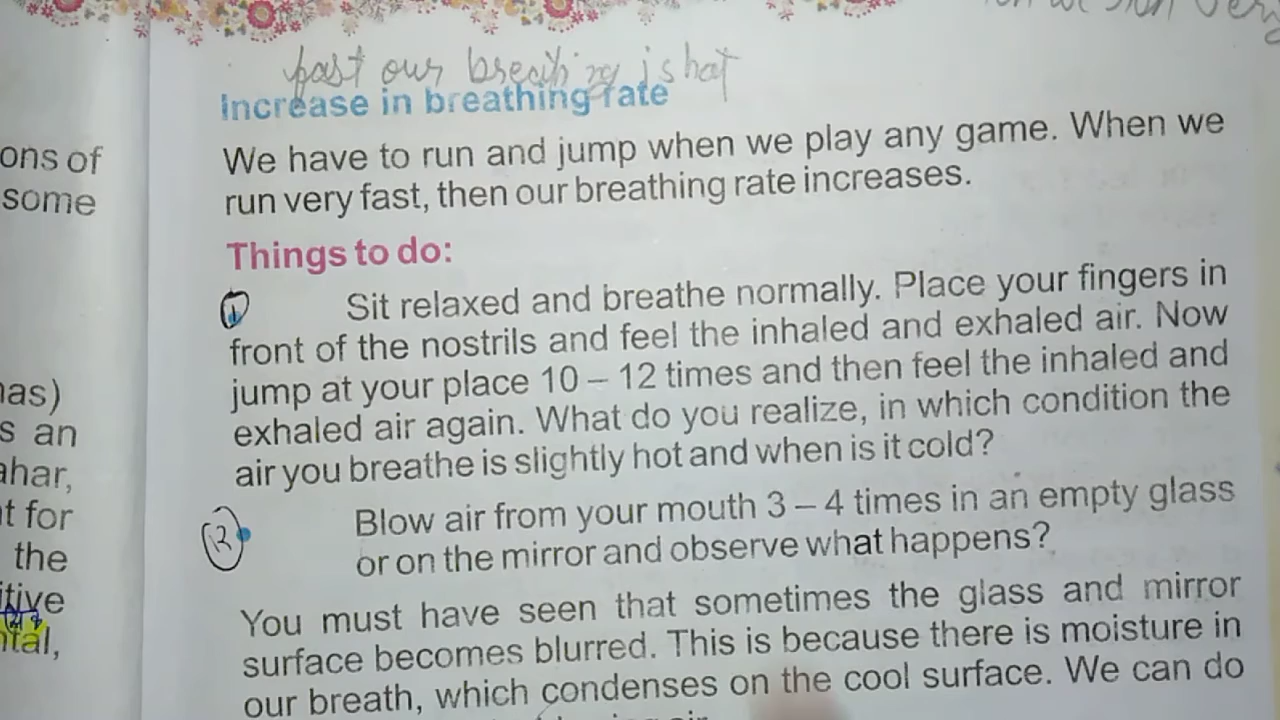 fast our is hot
Increase in breathing rate
We have to run and jump when we play any game. When we
run very fast, then our breathing rate increases.
Things to do:
1 Sit relaxed and breathe normally. Place your fingers in
front of the nostrils and feel the inhaled and exhaled air. Now
jump at your place 10 – 12 times and then feel the inhaled and
exhaled air again. What do you realize, in which condition the
air you breathe is slightly hot and when is it cold?
2 Blow air from your mouth 3 – 4 times in an empty glass
or on the mirror and observe what happens?
You must have seen that sometimes the glass and mirror
surface becomes blurred. This is because there is moisture in
our breath, which condenses on the cool surface. We can do
ons of
some
as)
s an
ahar,
t for
the
itive